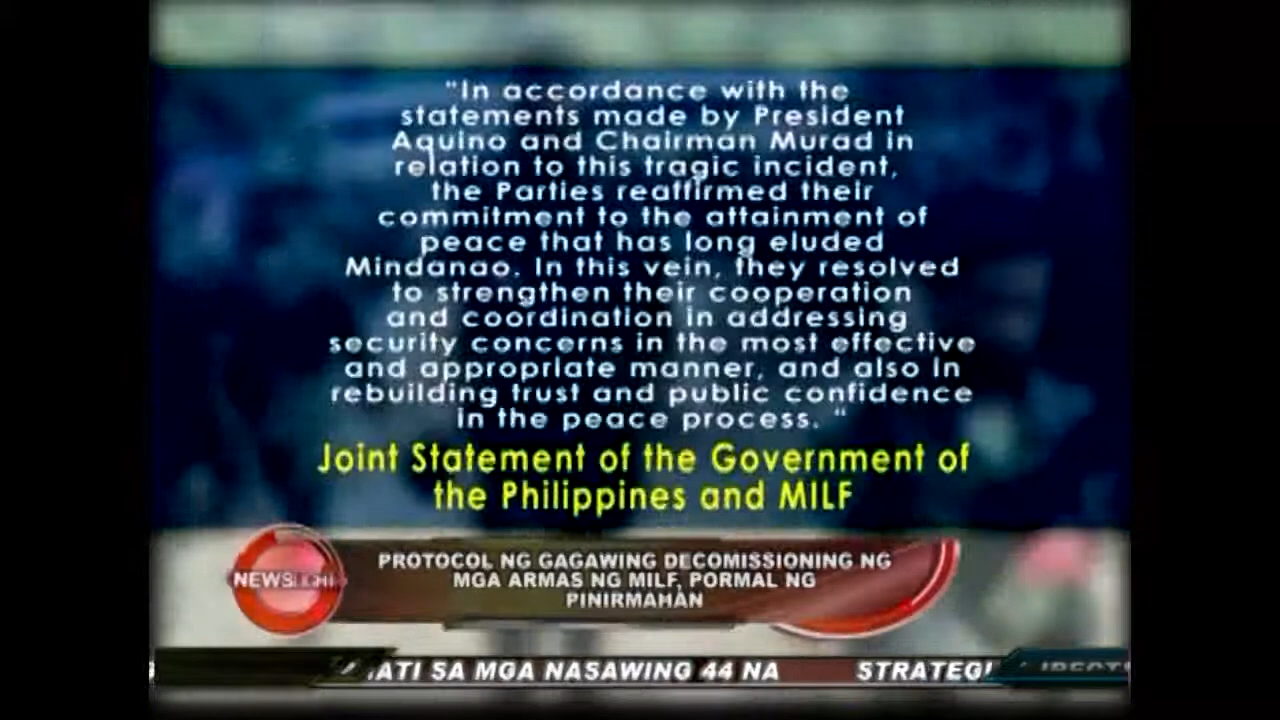 "In accordance with the
statements made by President
Aquino and Chairman Murad in
relation to this tragic incident,
the Parties reaffirmed their
commitment to the attainment of
peace that has long eluded
Mindanao. In this vein, they resolved
to strengthen their cooperation
and coordination in addressing
security concerns in the most effective
and appropriate manner, and also in
rebuilding trust and public confidence
in the peace process. "
Joint Statement of the Government of
the Philippines and MILF
NEWSLIGHT
PROTOCOL NG GAGAWING DECOMISSIONING NG
MGA ARMAS NG MILF, PORMAL NG
PINIRMAHAN
SA MGA NASAWING 44 NA